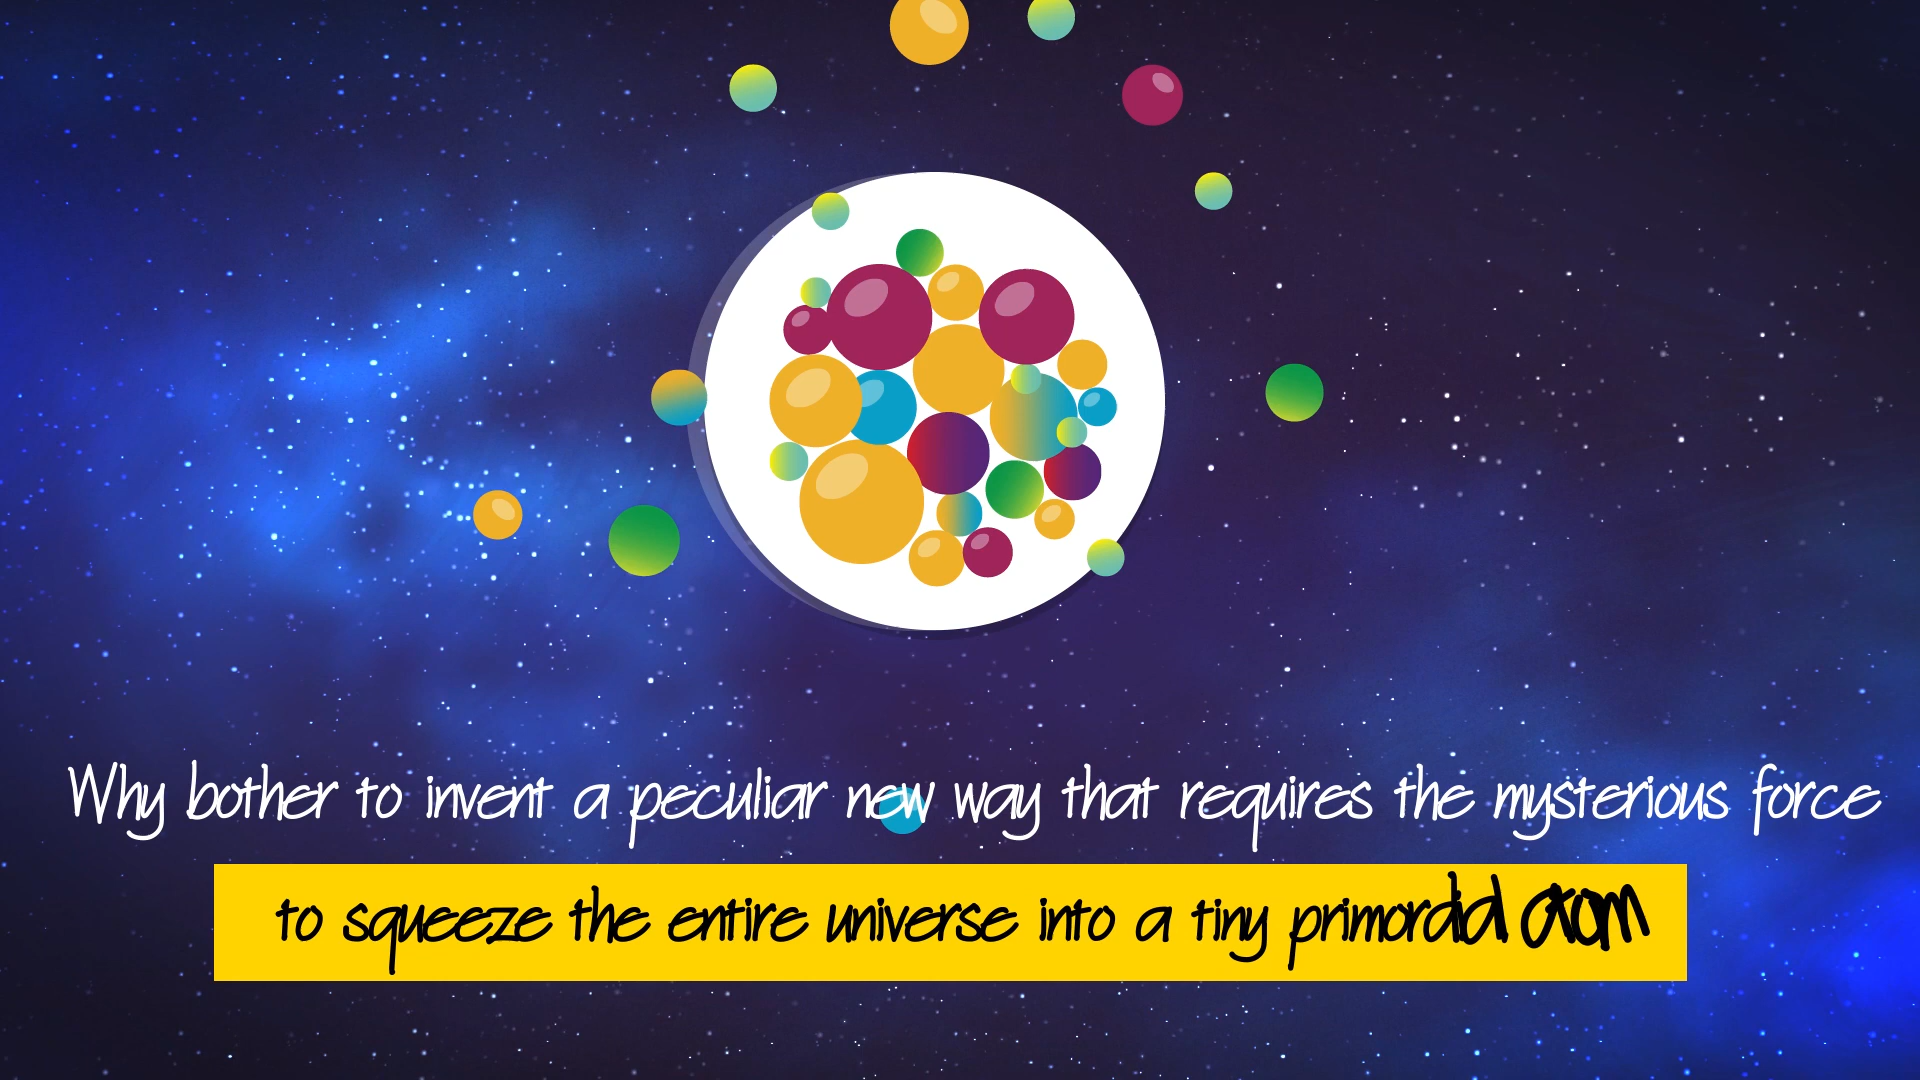 Why bother to invent a peculiar new way that requires the mysterious force
to squeeze the entire universe into a tiny primordial atom